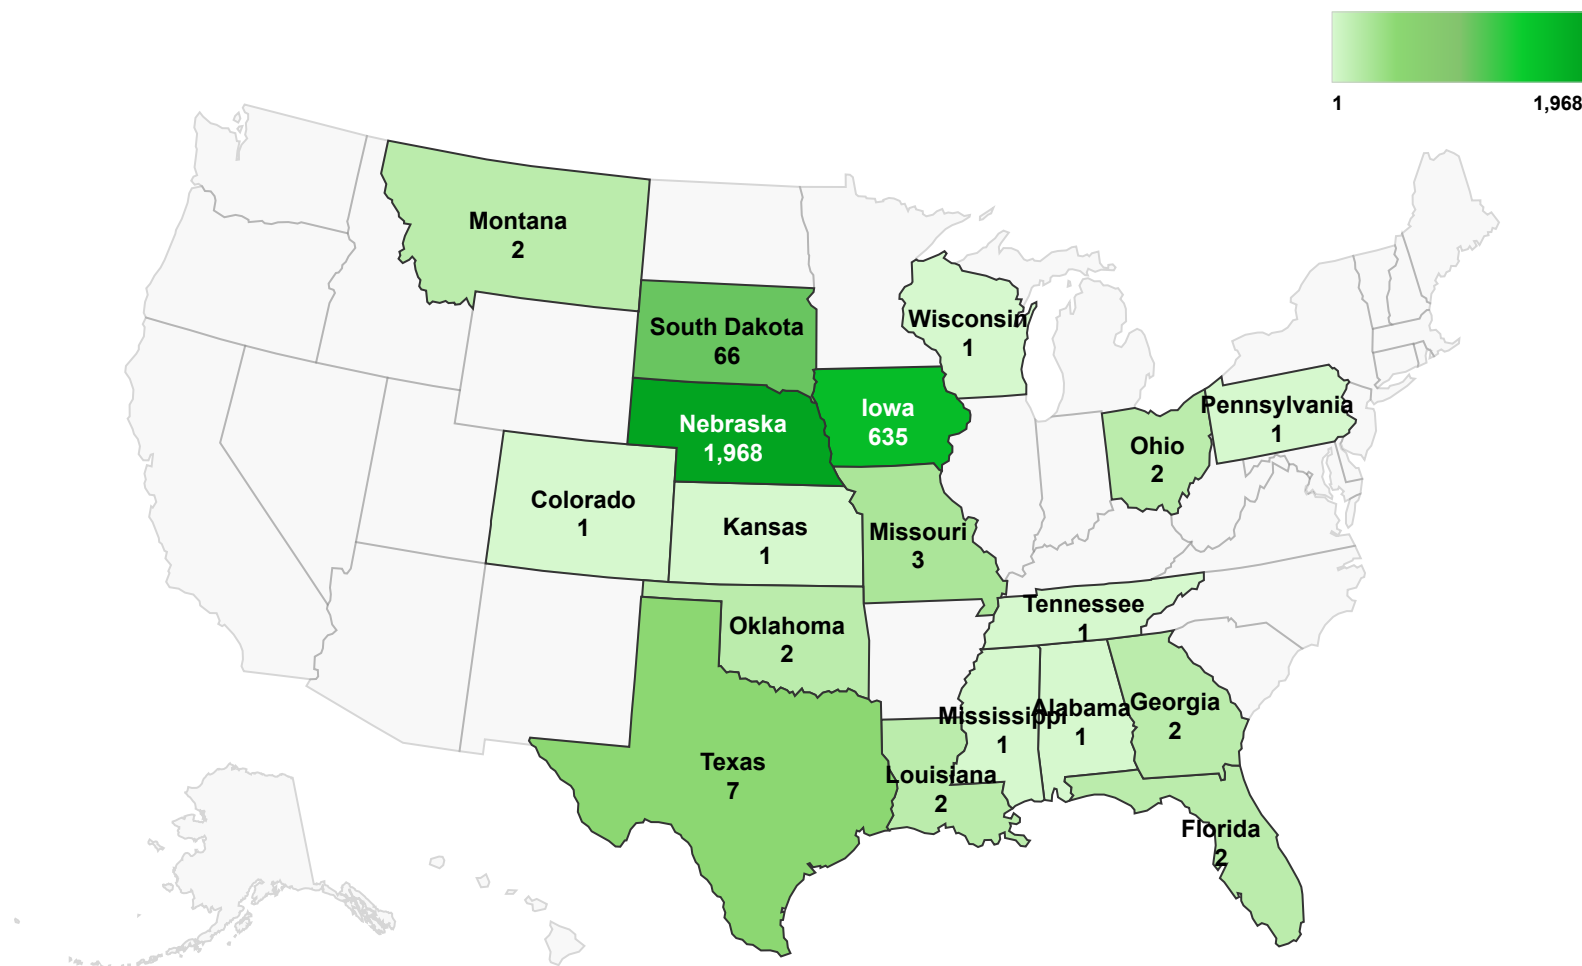 1 1,968
Montana
2
South Dakota
66
Wisconsin
1
Nebraska
1,968
Iowa
635
Pennsylvania
1
Ohio
2
Colorado
1
Kansas
1
Missouri
3
Tennessee
1
Oklahoma
2
Mississippi
1
Alabama
1
Georgia
2
Texas
7
Louisiana
2
Florida
2